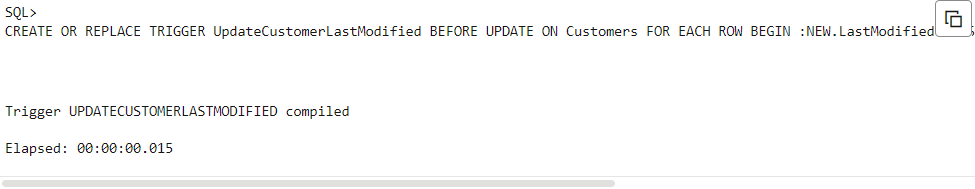 SQL>
CREATE OR REPLACE TRIGGER UpdateCustomerLastModified BEFORE UPDATE ON Customers FOR EACH ROW BEGIN :NEW.LastModified
Trigger UPDATECUSTOMERLASTMODIFIED compiled
Elapsed: 00:00:00.015